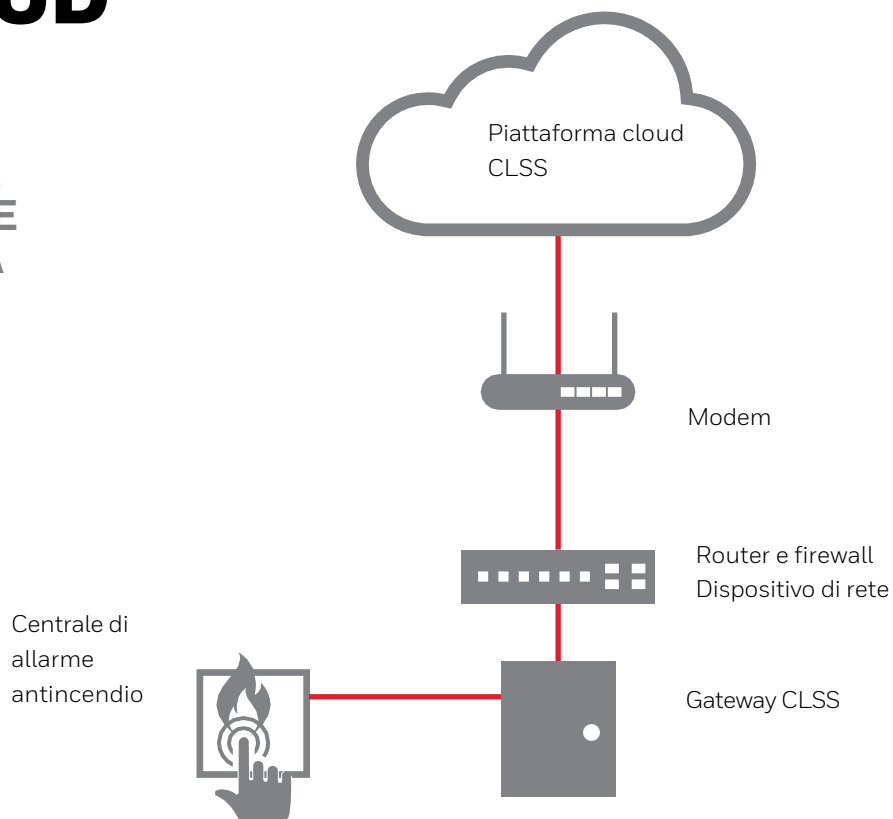 Piattaforma cloud
CLSS
Modem
Router e firewall
Dispositivo di rete
Centrale di
allarme
antincendio
Gateway CLSS